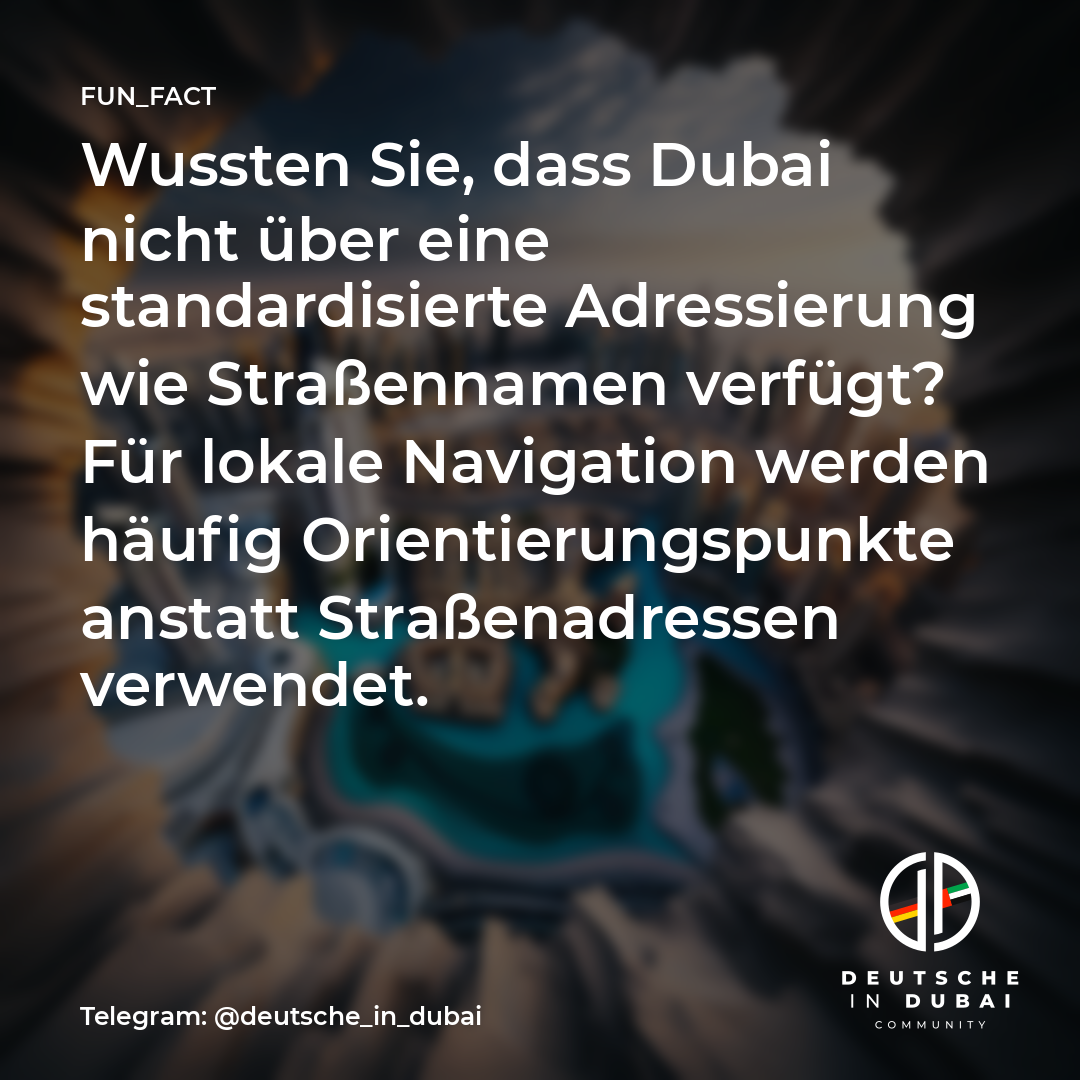 FUN_FACT
Wussten Sie, dass Dubai
nicht über eine
standardisierte Adressierung
wie Straßennamen verfügt?
Für lokale Navigation werden
häufig Orientierungspunkte
anstatt Straßenadressen
verwendet.
DEUTSCHE
IN DUBAI
COMMUNITY
Telegram: @deutsche_in_dubai